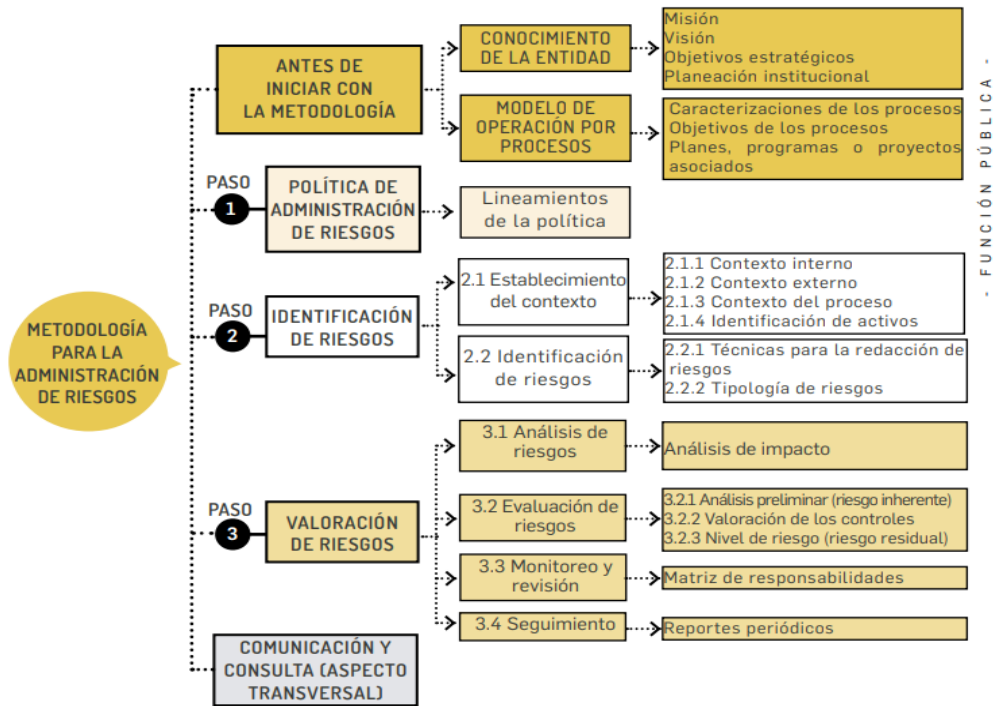 METODOLOGÍA
PARA LA
ADMINISTRACIÓN
DE RIESGOS
ANTES DE
INICIAR CON
LA METODOLOGÍA
CONOCIMIENTO
DE LA ENTIDAD
Misión
Visión
Objetivos estratégicos
Planeación institucional
MODELO DE
OPERACIÓN POR
PROCESOS
Caracterizaciones de los procesos
Objetivos de los procesos
Planes, programas o proyectos
asociados
PASO
1
POLÍTICA DE
ADMINISTRACIÓN
DE RIESGOS
Lineamientos
de la política
PASO
2
IDENTIFICACIÓN
DE RIESGOS
2.1 Establecimiento
del contexto
2.1.1 Contexto interno
2.1.2 Contexto externo
2.1.3 Contexto del proceso
2.1.4 Identificación de activos
2.2 Identificación
de riesgos
2.2.1 Técnicas para la redacción de
riesgos
2.2.2 Tipología de riesgos
PASO
3
VALORACIÓN
DE RIESGOS
3.1 Análisis de
riesgos
Análisis de impacto
3.2 Evaluación de
riesgos
3.2.1 Análisis preliminar (riesgo inherente)
3.2.2 Valoración de los controles
3.2.3 Nivel de riesgo (riesgo residual)
3.3 Monitoreo y
revisión
Matriz de responsabilidades
3.4 Seguimiento
Reportes periódicos
COMUNICACIÓN Y
CONSULTA (ASPECTO
TRANSVERSAL)
- FUNCIÓN PÚBLICA -